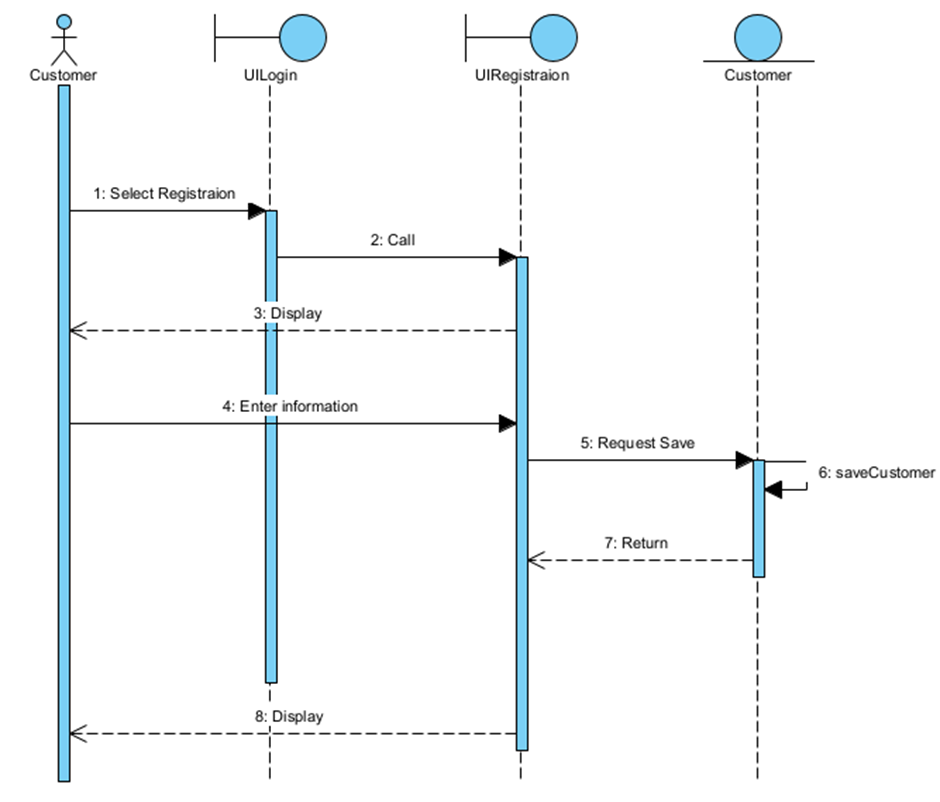 Customer
UILogin
UIRegistraion
Customer
1: Select Registraion
2: Call
3: Display
4: Enter information
5: Request Save
6: saveCustomer
7: Return
8: Display